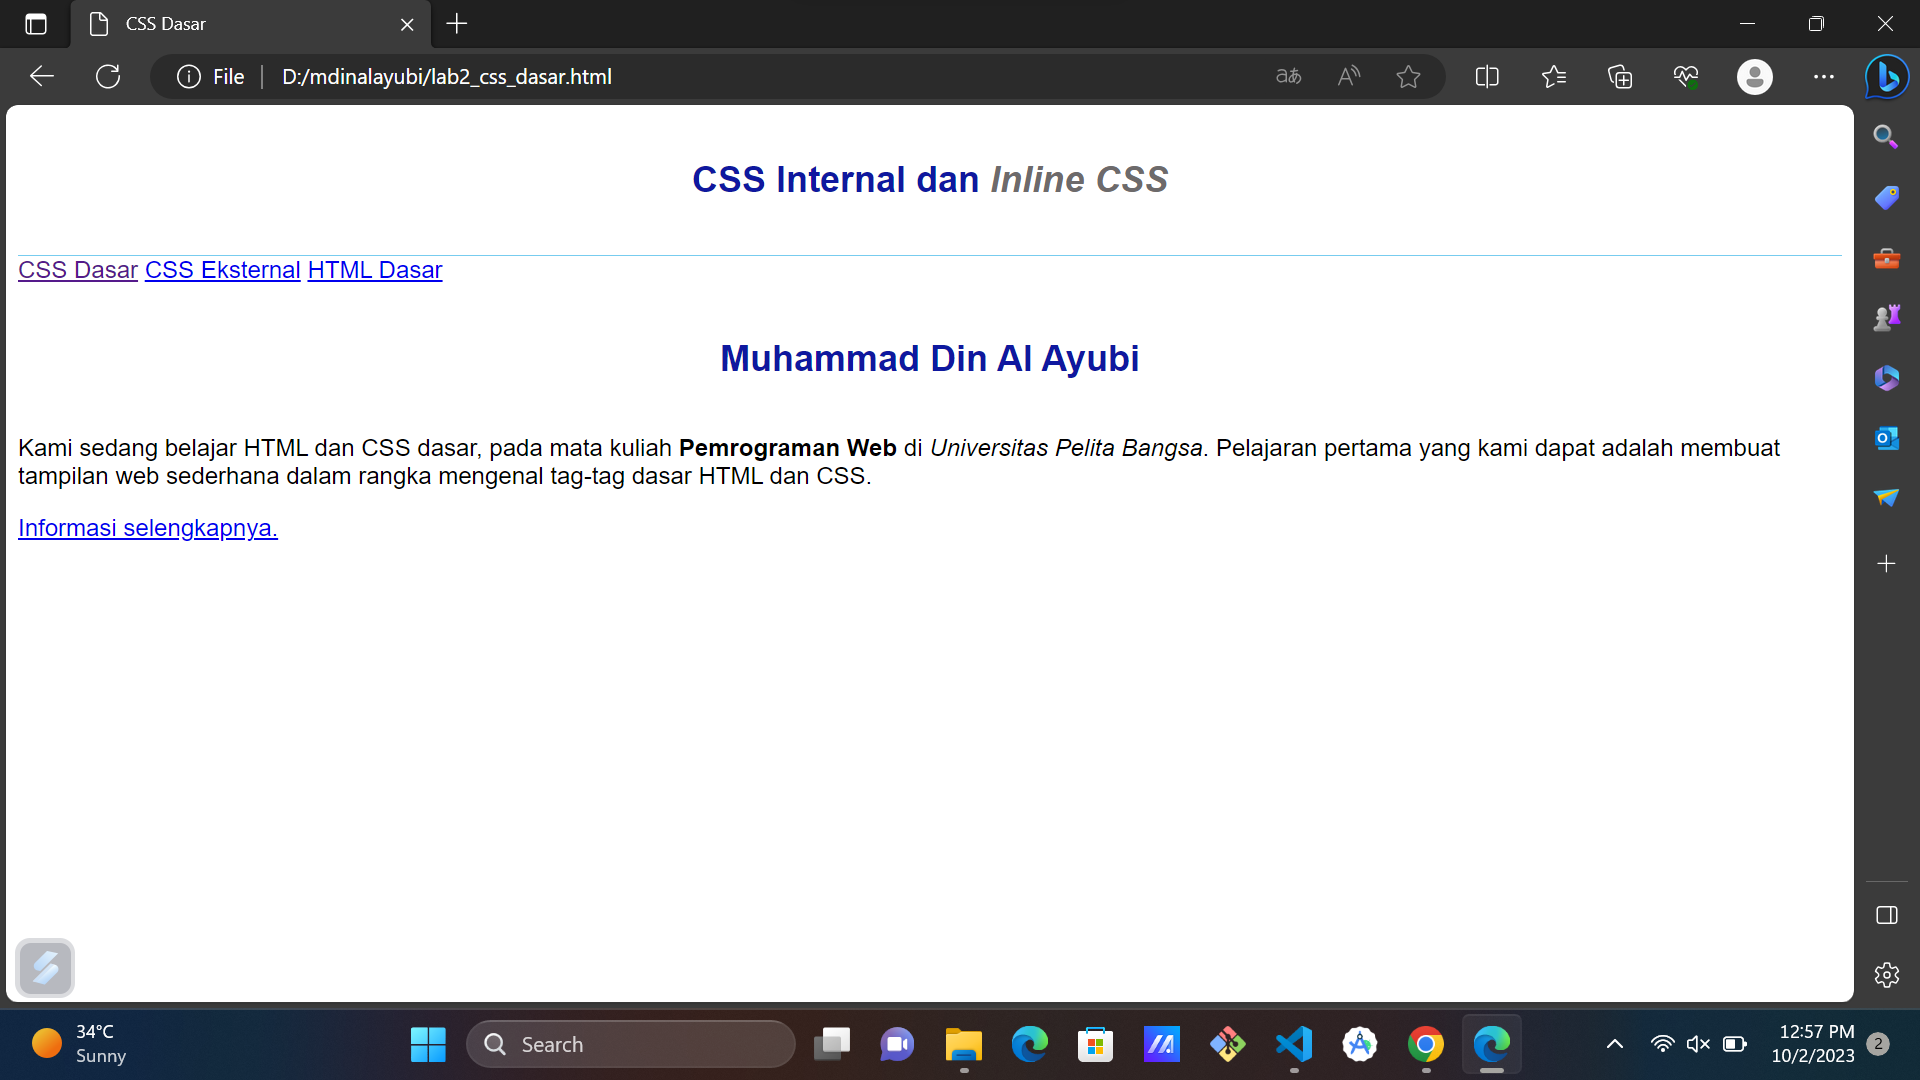 CSS Dasar
File
D:/mdinalayubi/lab2_css_dasar.html
CSS Internal dan Inline CSS
CSS Dasar CSS Eksternal HTML Dasar
Muhammad Din Al Ayubi
Kami sedang belajar HTML dan CSS dasar, pada mata kuliah Pemrograman Web di Universitas Pelita Bangsa. Pelajaran pertama yang kami dapat adalah membuat
tampilan web sederhana dalam rangka mengenal tag-tag dasar HTML dan CSS.
Informasi selengkapnya.
34°C
Sunny
Search
12:57 PM
10/2/2023
2